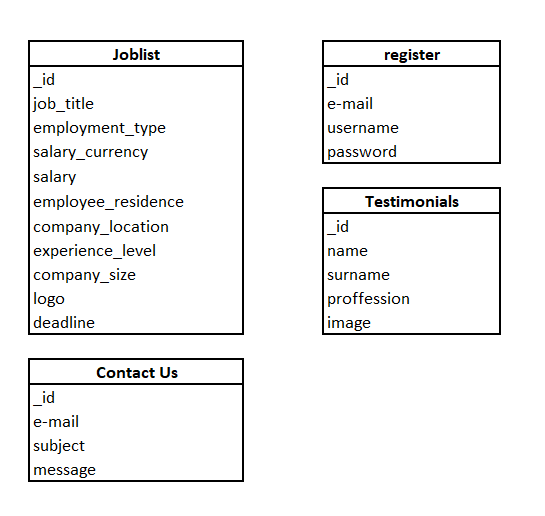 Joblist
_id
job_title
employment_type
salary_currency
salary
employee_residence
company_location
experience_level
company_size
logo
deadline
Contact Us
_id
e-mail
subject
message
register
_id
e-mail
username
password
Testimonials
_id
name
surname
proffession
image